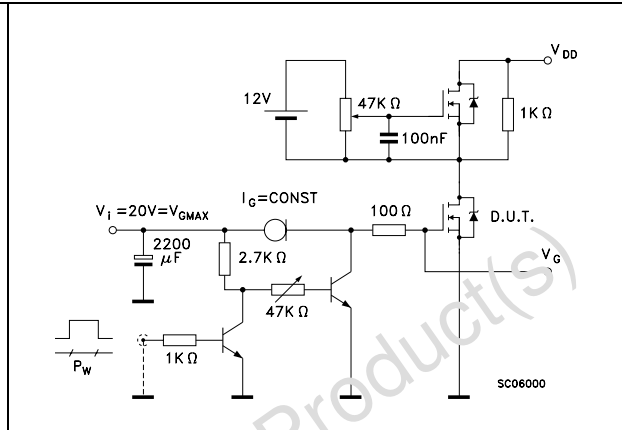 V_DD
12V
47K Ω
1K Ω
100nF
I_G=CONST
V_i =20V=V_GMAX
100 Ω
D.U.T.
2200
μF
2.7K Ω
V_G
47K Ω
1K Ω
P_W
SC06000
Product(s)